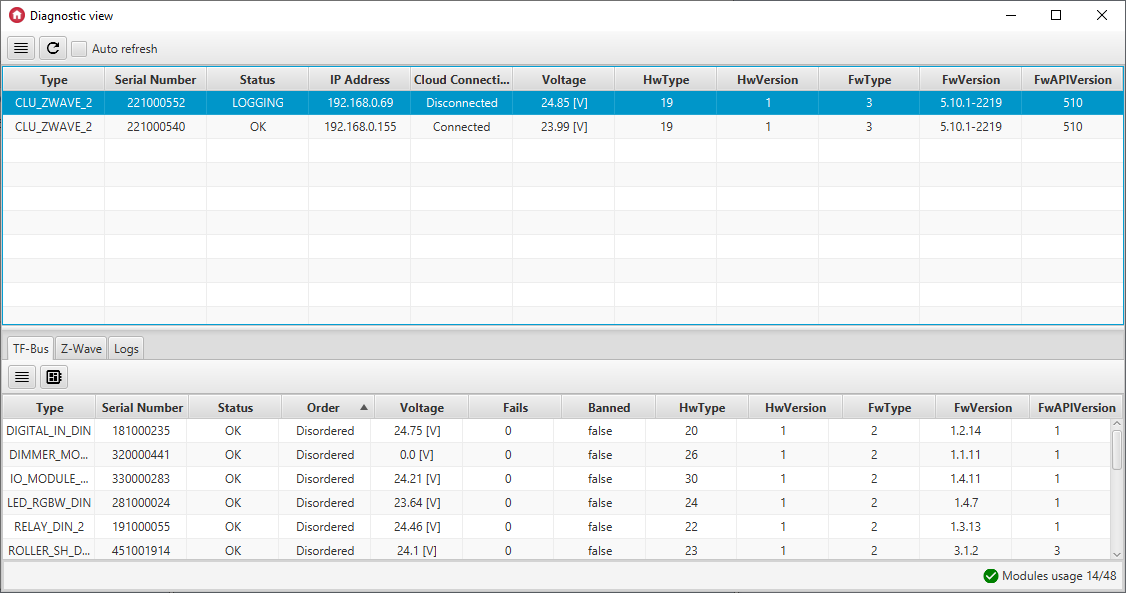 Diagnostic view
Auto refresh
Type Serial Number Status IP Address Cloud Connecti... Voltage HwType HwVersion FwType FwVersion FwAPIVersion
CLU_ZWAVE_2 221000552 LOGGING 192.168.0.69 Disconnected 24.85 [V] 19 1 3 5.10.1-2219 510
CLU_ZWAVE_2 221000540 OK 192.168.0.155 Connected 23.99 [V] 19 1 3 5.10.1-2219 510
TF-Bus Z-Wave Logs
Type Serial Number Status Order Voltage Fails Banned HwType HwVersion FwType FwVersion FwAPIVersion
DIGITAL_IN_DIN 181000235 OK Disordered 24.75 [V] 0 false 20 1 2 1.2.14 1
DIMMER_MO... 320000441 OK Disordered 0.0 [V] 0 false 26 1 2 1.1.11 1
IO_MODULE_... 330000283 OK Disordered 24.21 [V] 0 false 30 1 2 1.4.11 1
LED_RGBW_DIN 281000024 OK Disordered 23.64 [V] 0 false 24 1 2 1.4.7 1
RELAY_DIN_2 191000055 OK Disordered 24.46 [V] 0 false 22 1 2 1.3.13 1
ROLLER_SH_D... 451001914 OK Disordered 24.1 [V] 0 false 23 1 2 3.1.2 3
Modules usage 14/48